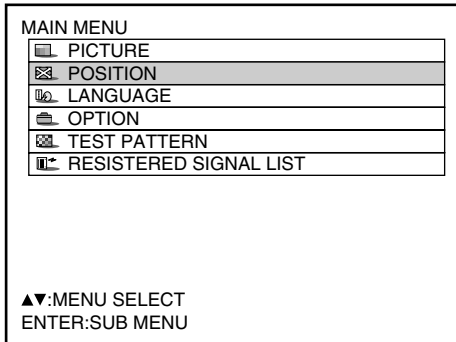 MAIN MENU
PICTURE
POSITION
LANGUAGE
OPTION
TEST PATTERN
RESISTERED SIGNAL LIST
▲▼:MENU SELECT
ENTER:SUB MENU